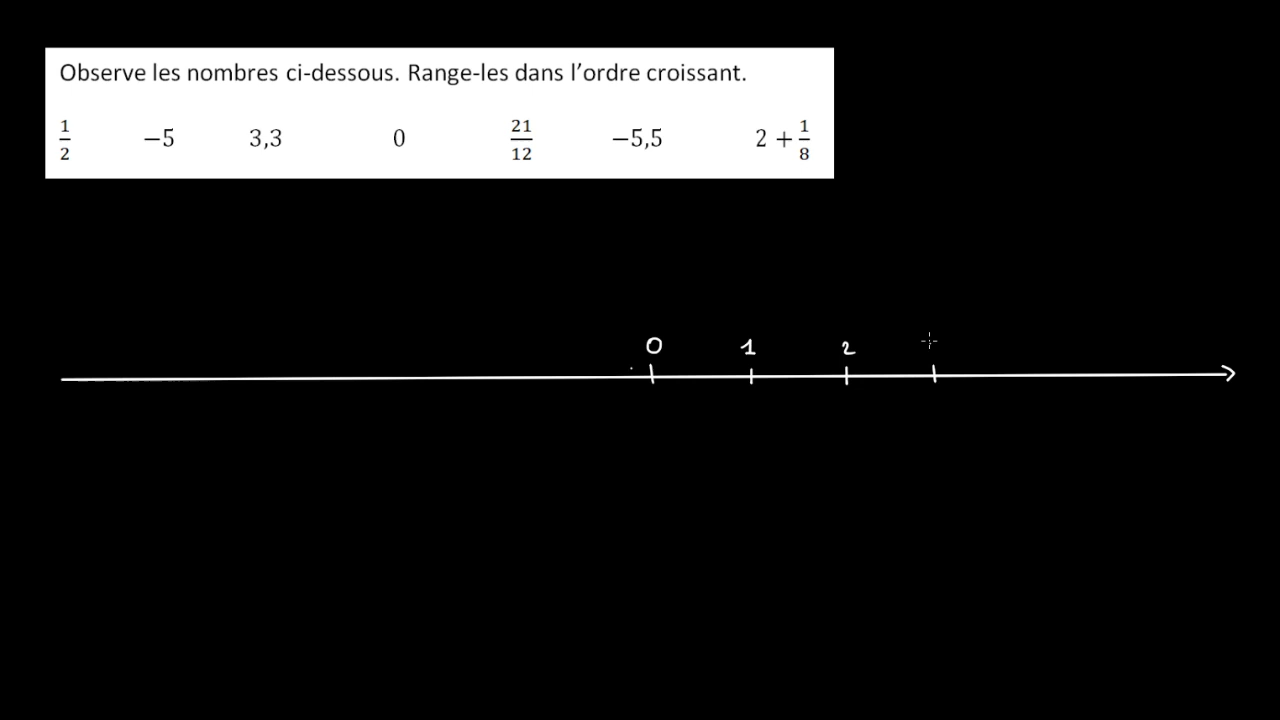 Observe les nombres ci-dessous. Range-les dans l’ordre croissant.
1/2 −5 3,3 0 21/12 −5,5 2 + 1/8
0 1 2